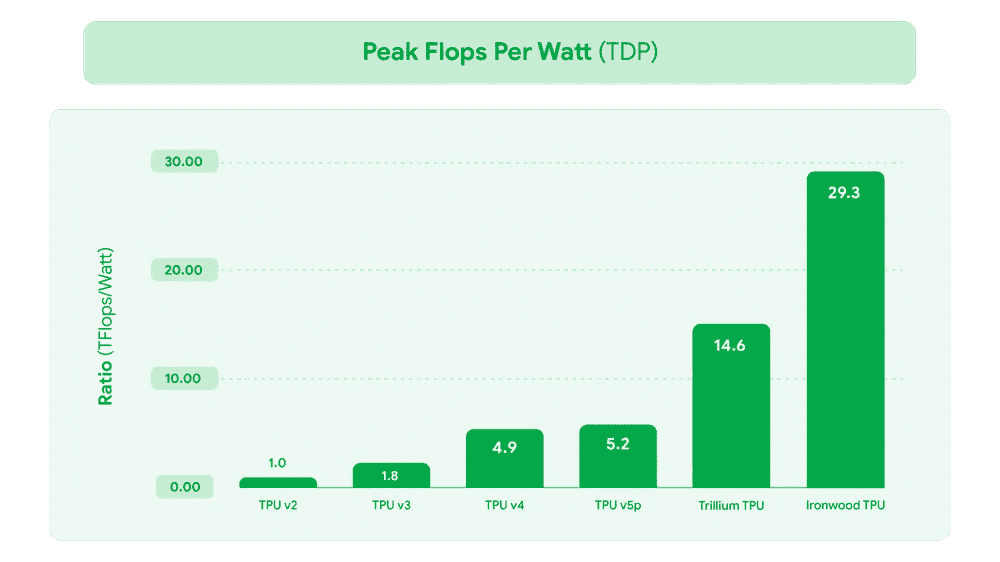 Peak Flops Per Watt (TDP)
Ratio (TFlops/Watt)
30.00
20.00
10.00
0.00
1.0
1.8
4.9
5.2
14.6
29.3
TPU v2
TPU v3
TPU v4
TPU v5p
Trillium TPU
Ironwood TPU